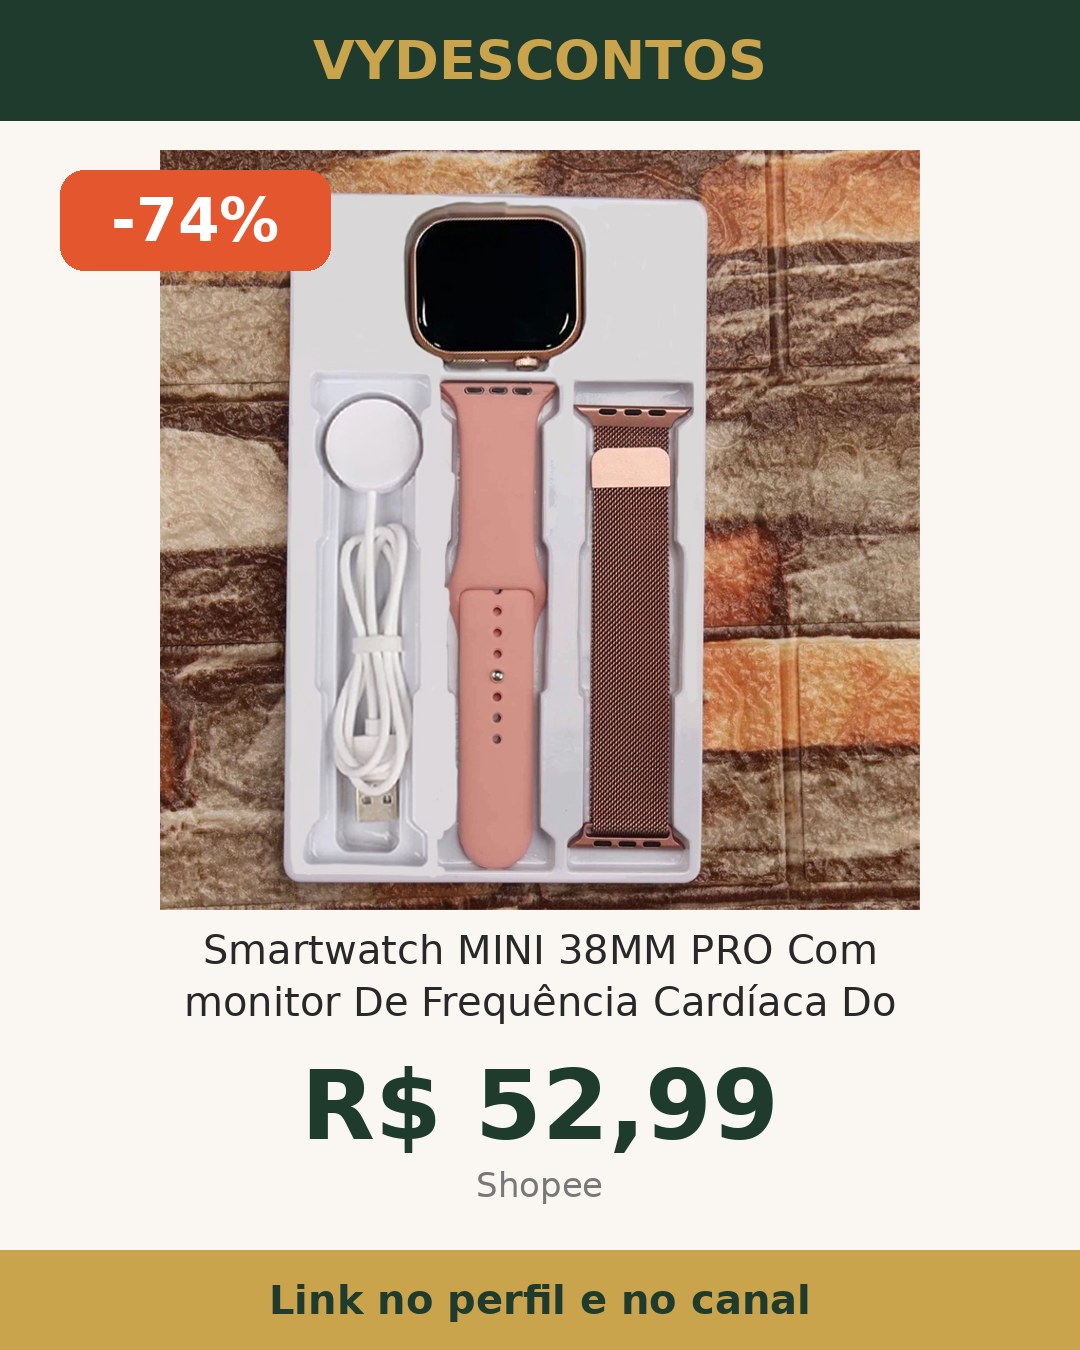 VYDESCONTOS
-74%
Smartwatch MINI 38MM PRO Com
monitor De Frequência Cardíaca Do
R$ 52,99
Shopee
Link no perfil e no canal